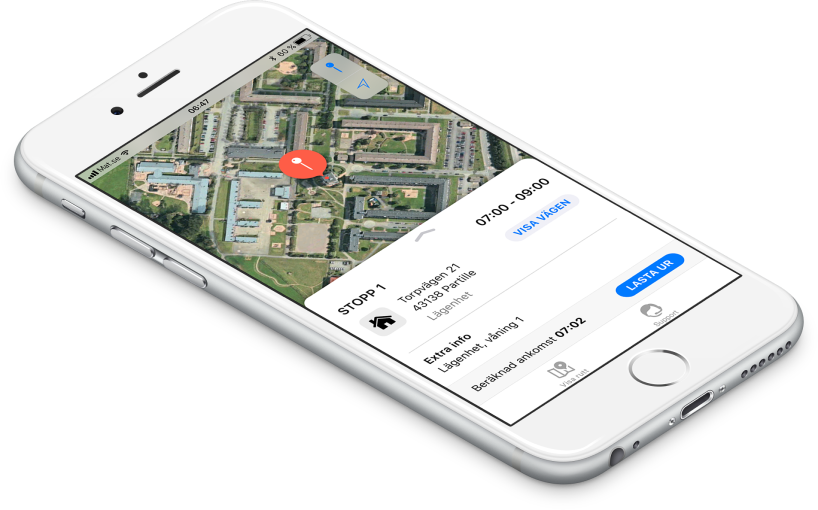 Mat.se
06:47
60 %
STOPP 1
07:00 - 09:00
VISA VÄGEN
Torpvägen 21
43138 Partille
Lägenhet
Extra info
Lägenhet, våning 1
Beräknad ankomst 07:02
LASTA UR
Visa rutt
Support